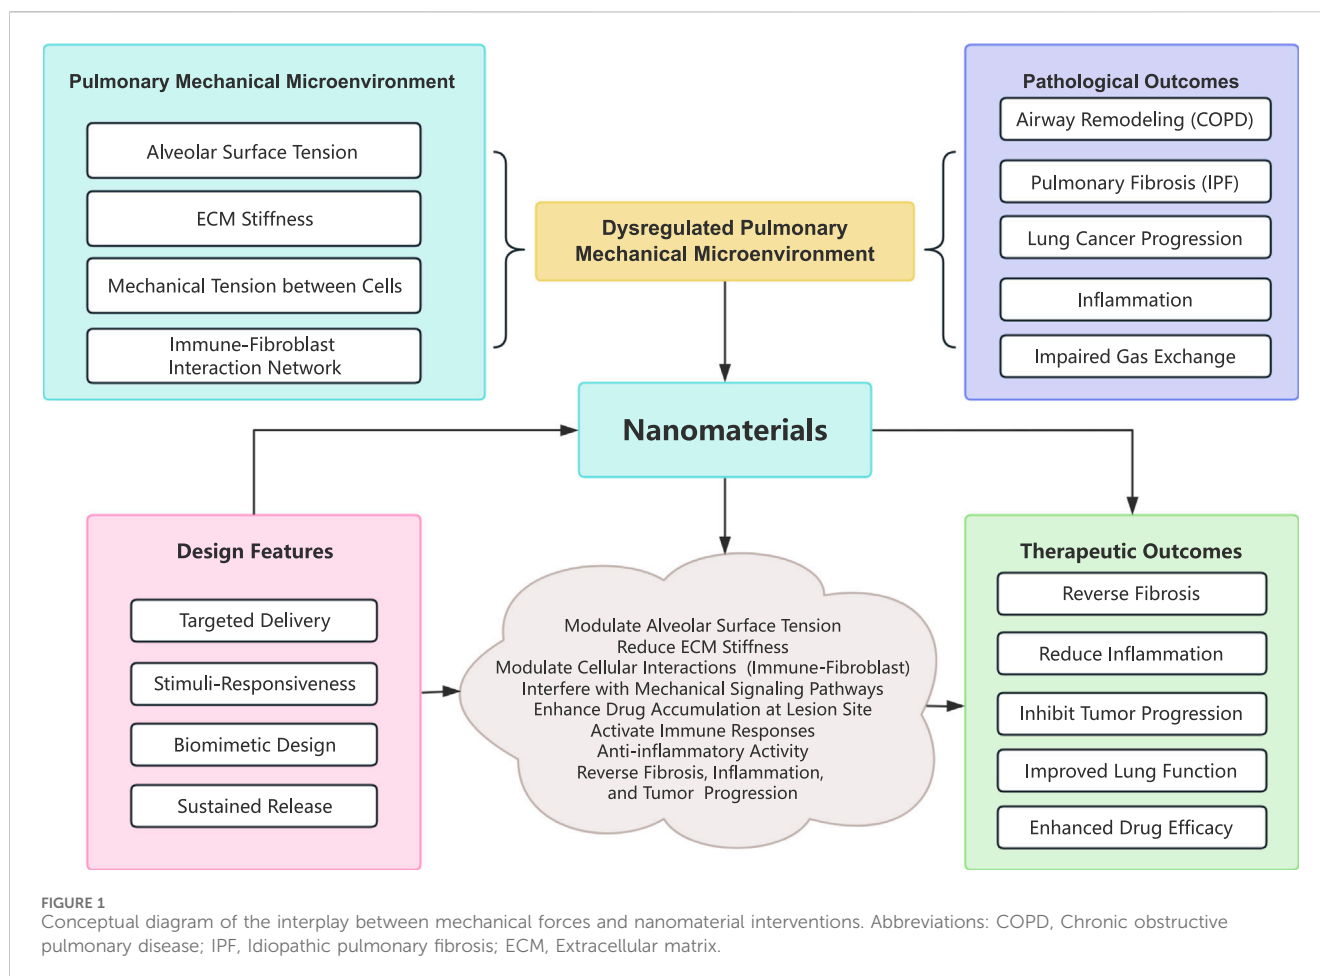 Pulmonary Mechanical Microenvironment
Alveolar Surface Tension
ECM Stiffness
Mechanical Tension between Cells
Immune-Fibroblast
Interaction Network
Dysregulated Pulmonary
Mechanical Microenvironment
Pathological Outcomes
Airway Remodeling (COPD)
Pulmonary Fibrosis (IPF)
Lung Cancer Progression
Inflammation
Impaired Gas Exchange
Nanomaterials
Design Features
Targeted Delivery
Stimuli-Responsiveness
Biomimetic Design
Sustained Release
Modulate Alveolar Surface Tension
Reduce ECM Stiffness
Modulate Cellular Interactions (Immune-Fibroblast)
Interfere with Mechanical Signaling Pathways
Enhance Drug Accumulation at Lesion Site
Activate Immune Responses
Anti-inflammatory Activity
Reverse Fibrosis, Inflammation,
and Tumor Progression
Therapeutic Outcomes
Reverse Fibrosis
Reduce Inflammation
Inhibit Tumor Progression
Improved Lung Function
Enhanced Drug Efficacy
FIGURE 1
Conceptual diagram of the interplay between mechanical forces and nanomaterial interventions. Abbreviations: COPD, Chronic obstructive
pulmonary disease; IPF, Idiopathic pulmonary fibrosis; ECM, Extracellular matrix.